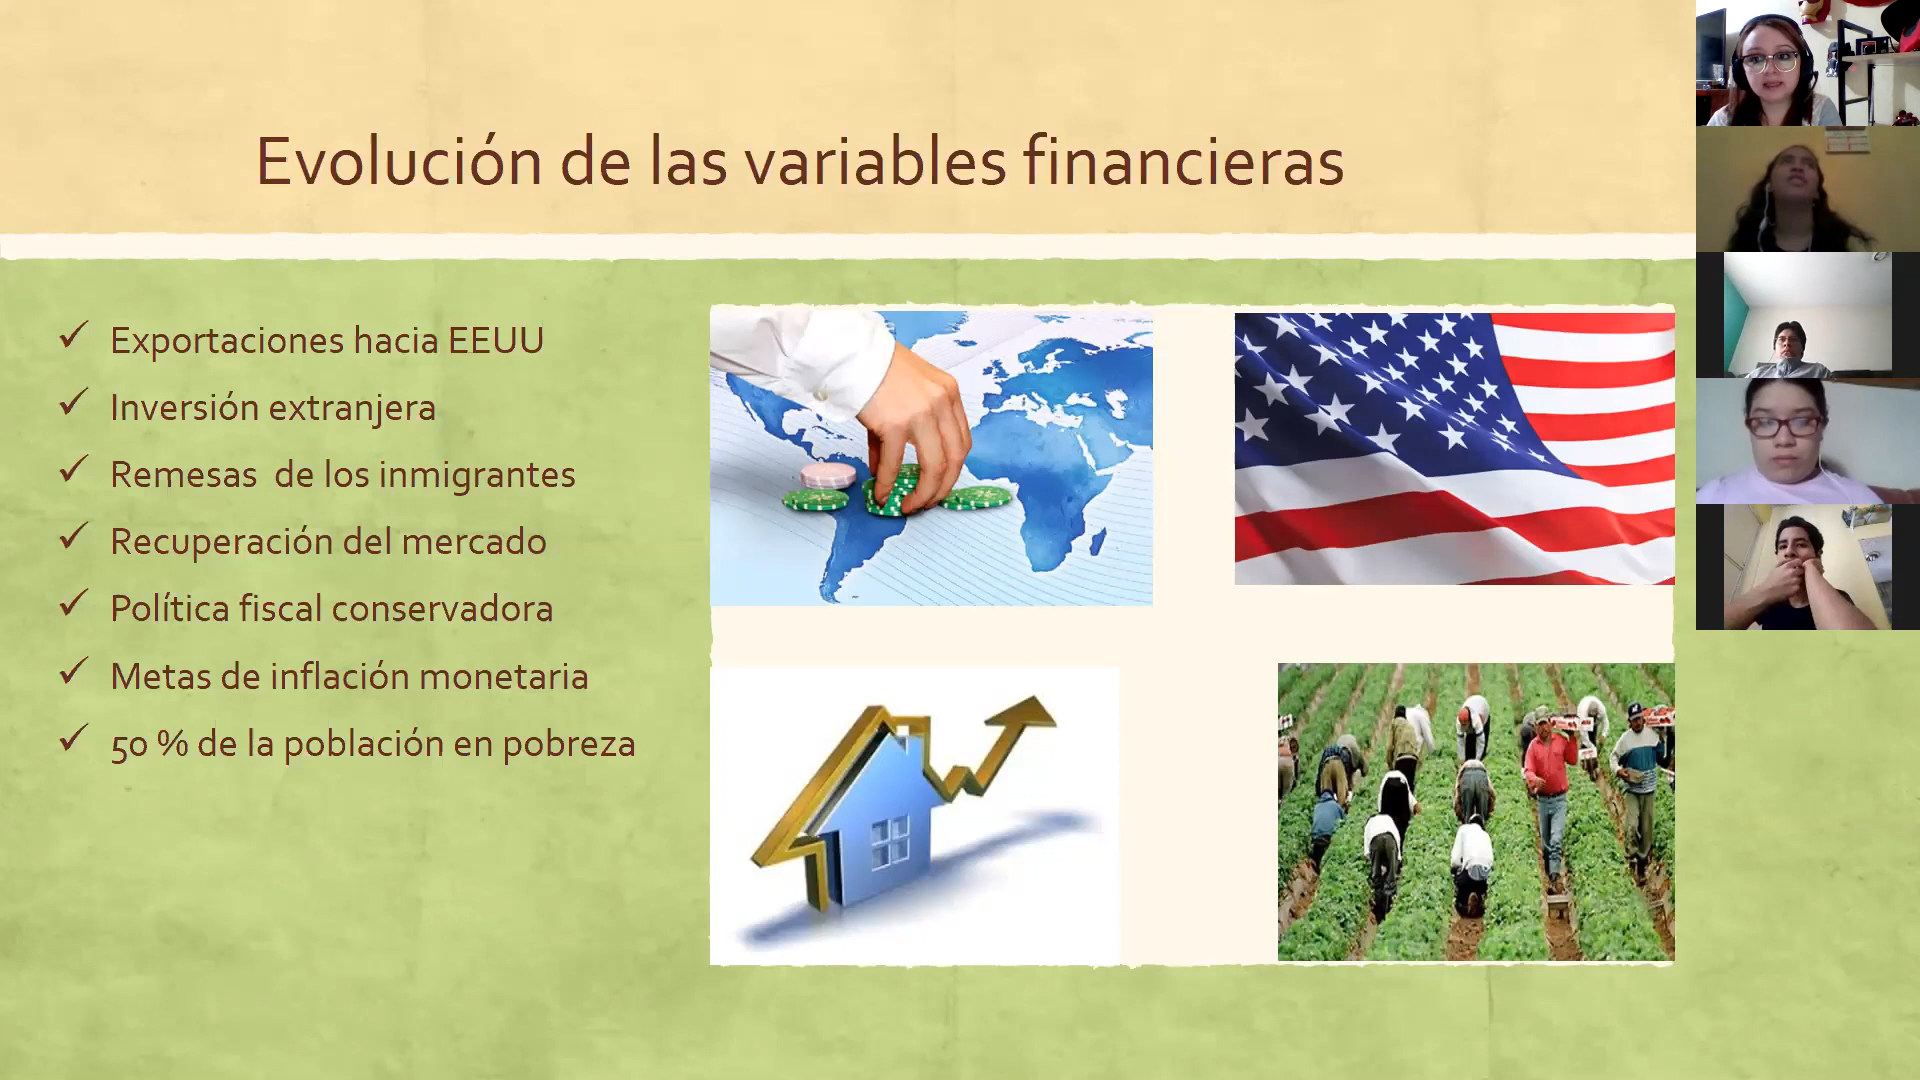 Evolución de las variables financieras
✓ Exportaciones hacia EEUU
✓ Inversión extranjera
✓ Remesas de los inmigrantes
✓ Recuperación del mercado
✓ Política fiscal conservadora
✓ Metas de inflación monetaria
✓ 50 % de la población en pobreza